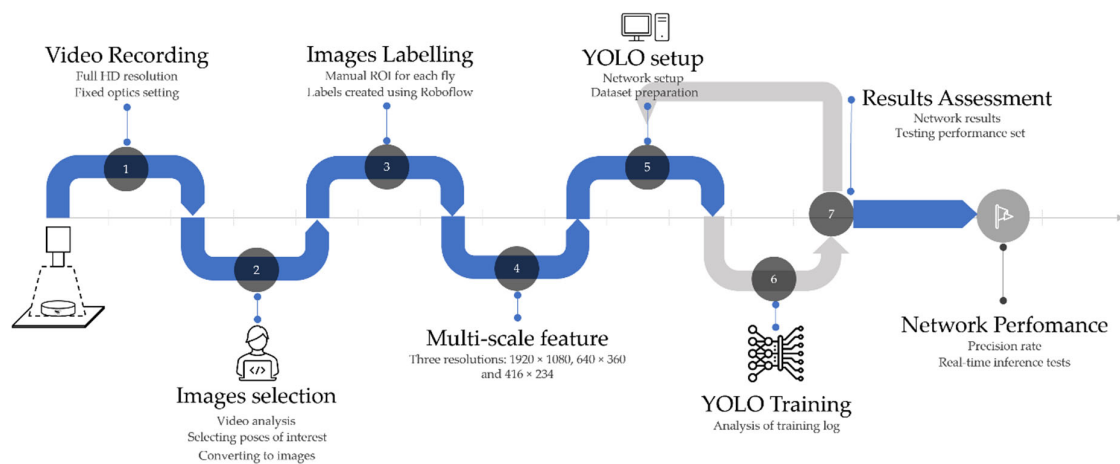 Video Recording
Full HD resolution
Fixed optics setting
1
Images selection
Video analysis
Selecting poses of interest
Converting to images
2
Images Labelling
Manual ROI for each fly
Labels created using Roboflow
3
Multi-scale feature
Three resolutions: 1920 × 1080, 640 × 360
and 416 × 234
4
YOLO setup
Network setup
Dataset preparation
5
YOLO Training
Analysis of training log
6
Results Assessment
Network results
Testing performance set
7
Network Perfomance
Precision rate
Real-time inference tests